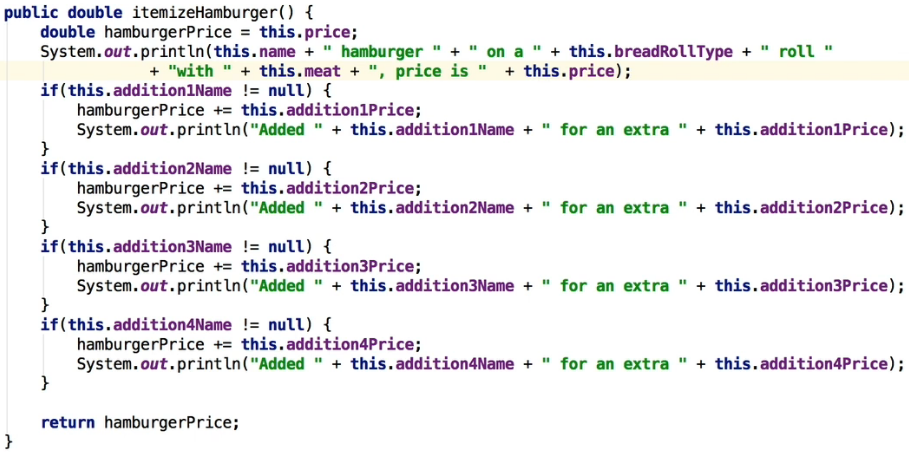 public double itemizeHamburger() {
    double hamburgerPrice = this.price;
    System.out.println(this.name + " hamburger " + " on a " + this.breadRollType + " roll "
                + "with " + this.meat + ", price is "  + this.price);
    if(this.addition1Name != null) {
        hamburgerPrice += this.addition1Price;
        System.out.println("Added " + this.addition1Name + " for an extra " + this.addition1Price);
    }
    if(this.addition2Name != null) {
        hamburgerPrice += this.addition2Price;
        System.out.println("Added " + this.addition2Name + " for an extra " + this.addition2Price);
    }
    if(this.addition3Name != null) {
        hamburgerPrice += this.addition3Price;
        System.out.println("Added " + this.addition3Name + " for an extra " + this.addition3Price);
    }
    if(this.addition4Name != null) {
        hamburgerPrice += this.addition4Price;
        System.out.println("Added " + this.addition4Name + " for an extra " + this.addition4Price);
    }

    return hamburgerPrice;
}